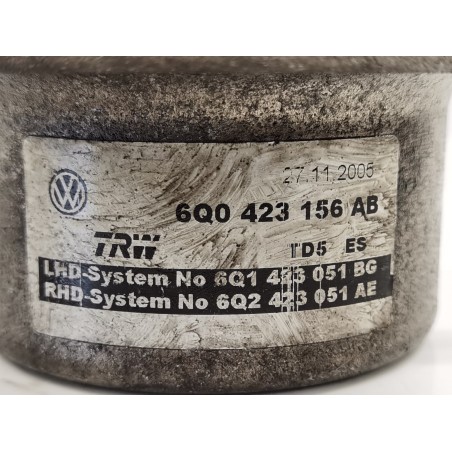 27.11.2005
VW
6Q0 423 156 AB
TRW TD5 ES
LHD-System No 6Q1 423 051 BG
RHD-System No 6Q2 423 051 AE